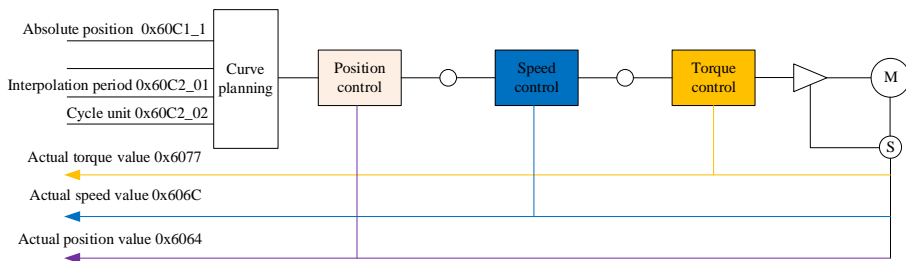 Absolute position  0x60C1_1
Interpolation period 0x60C2_01
Cycle unit 0x60C2_02
Curve
planning
Position
control
Speed
control
Torque
control
M
S
Actual torque value 0x6077
Actual speed value 0x606C
Actual position value 0x6064